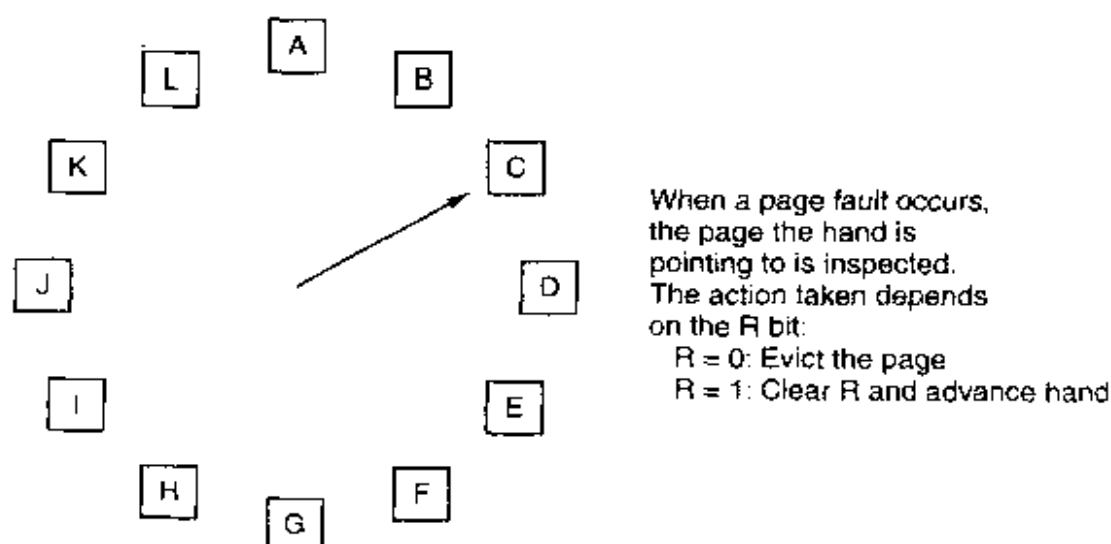 A
L
B
K
C
J
D
I
E
H
F
G
When a page fault occurs,
the page the hand is
pointing to is inspected.
The action taken depends
on the R bit:
R = 0: Evict the page
R = 1: Clear R and advance hand